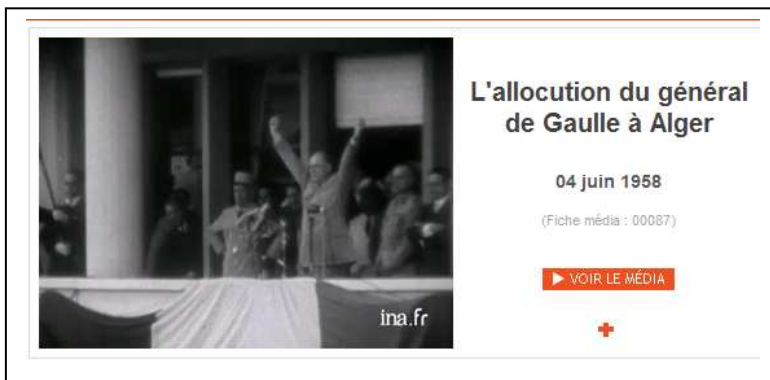 L'allocution du général
de Gaulle à Alger
04 juin 1958
(Fiche média : 00087)
VOIR LE MÉDIA
ina.fr